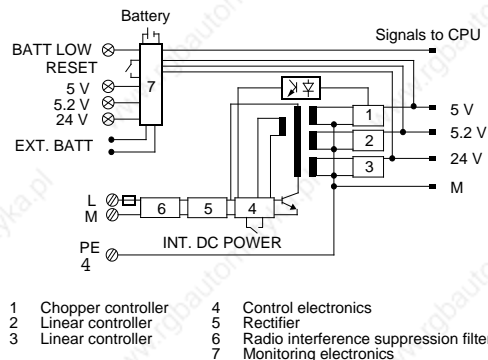 Battery
Signals to CPU
BATT LOW
RESET
5 V
5.2 V
24 V
EXT. BATT
7
1
2
3
5 V
5.2 V
24 V
M
L
M
6
5
4
INT. DC POWER
PE
4
1 Chopper controller
2 Linear controller
3 Linear controller
4 Control electronics
5 Rectifier
6 Radio interference suppression filter
7 Monitoring electronics